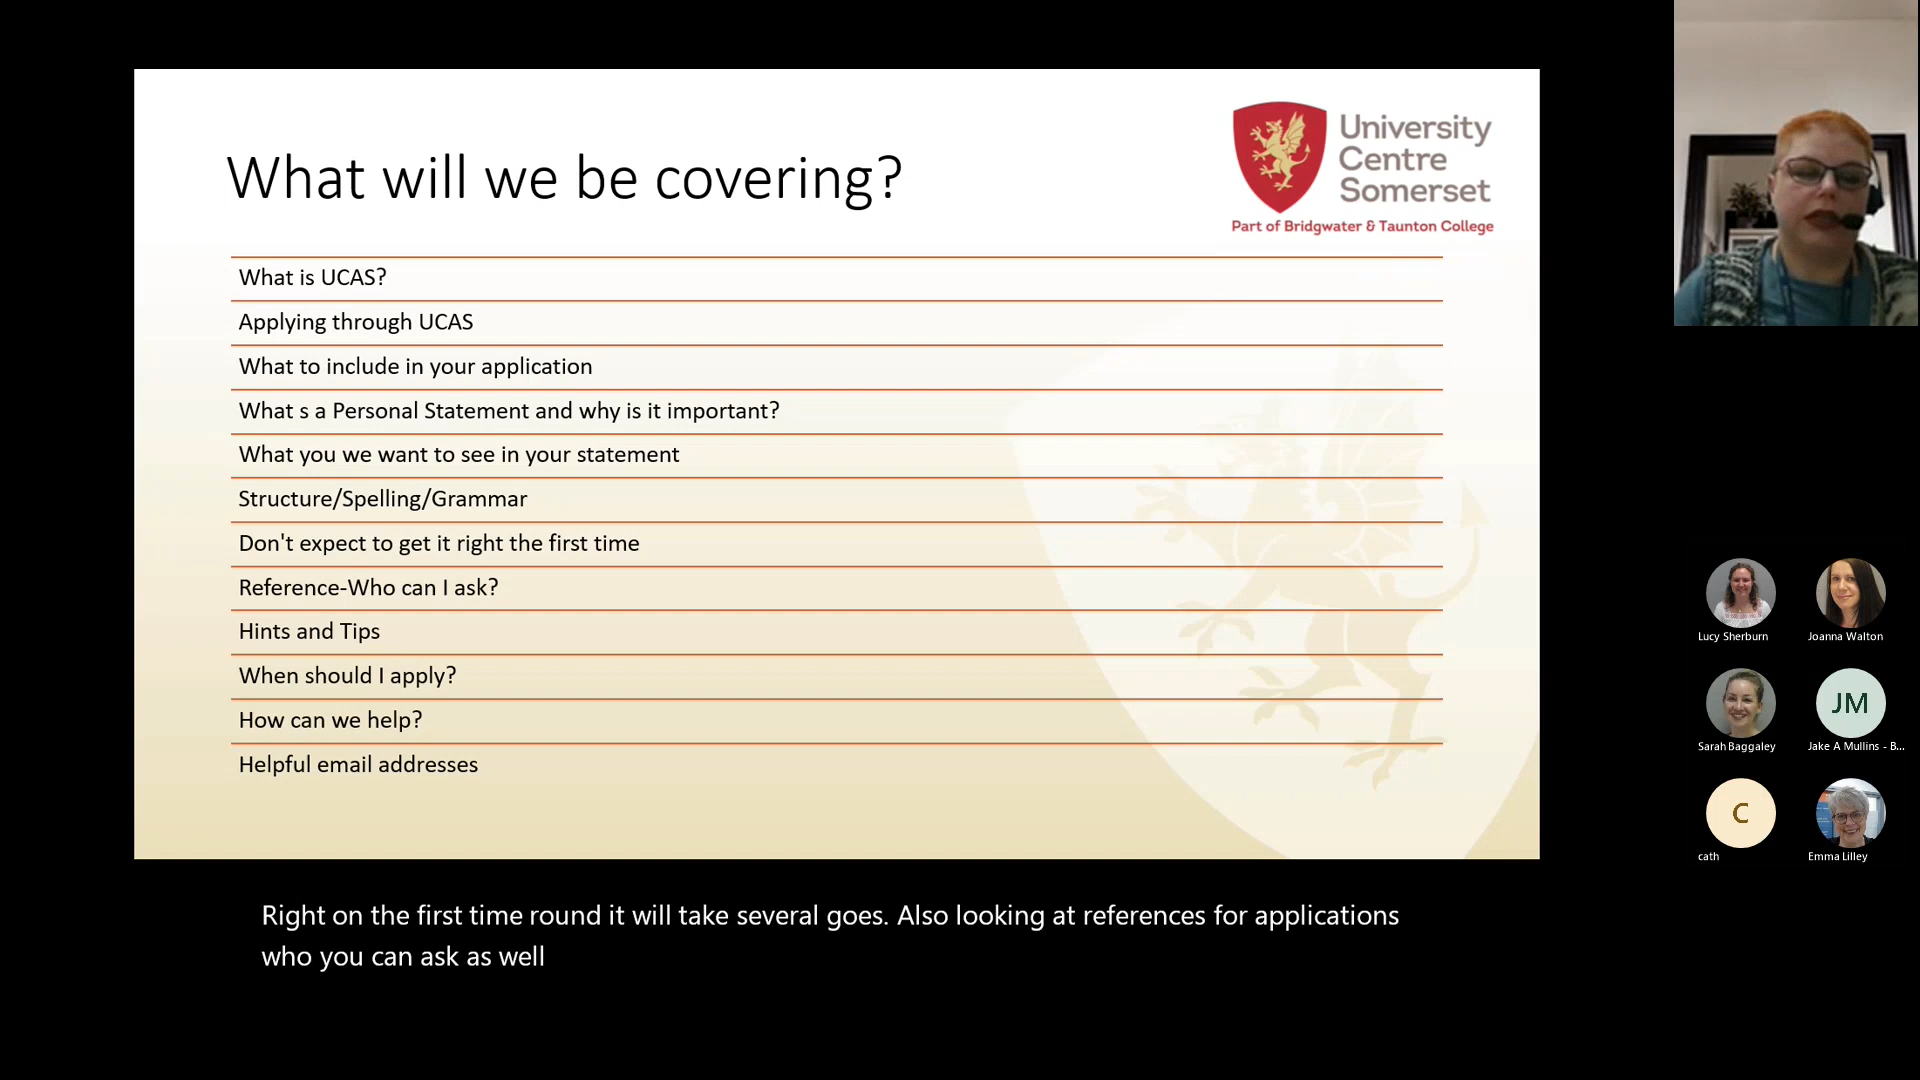 What will we be covering?
University
Centre
Somerset
Part of Bridgwater & Taunton College
What is UCAS?
Applying through UCAS
What to include in your application
What s a Personal Statement and why is it important?
What you we want to see in your statement
Structure/Spelling/Grammar
Don't expect to get it right the first time
Reference-Who can I ask?
Hints and Tips
When should I apply?
How can we help?
Helpful email addresses
Lucy Sherburn
Joanna Walton
Sarah Baggaley
JM
Jake A Mullins - B...
C
cath
Emma Lilley
Right on the first time round it will take several goes. Also looking at references for applications
who you can ask as well